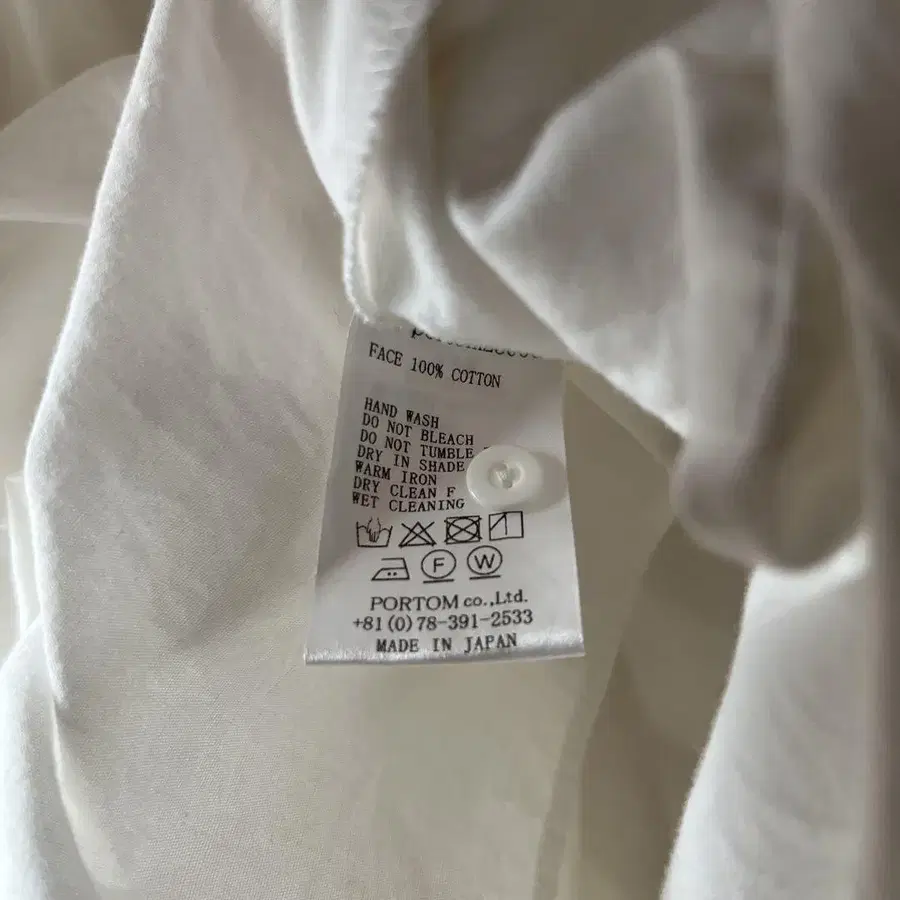 FACE 100% COTTON
HAND WASH
DO NOT BLEACH
DO NOT TUMBLE
DRY IN SHADE
WARM IRON
DRY CLEAN F
WET CLEANING
F W
PORTOM co.,Ltd.
+81(0)78-391-2533
MADE IN JAPAN